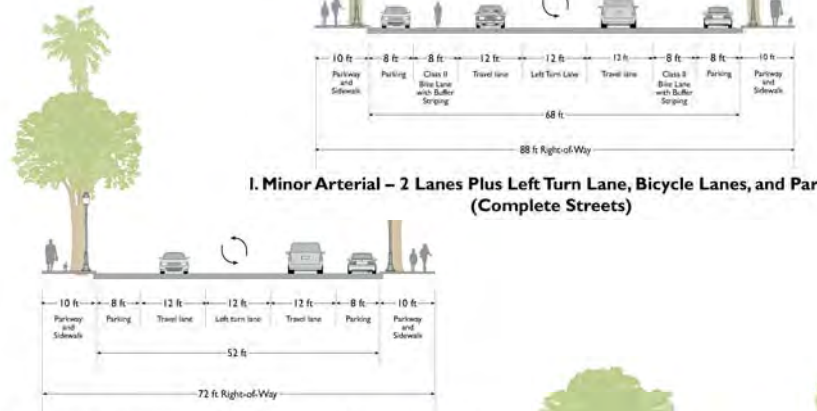 10 ft 8 ft 8 ft 12 ft 12 ft 12 ft 8 ft 8 ft 10 ft
Parkway and Sidewalk Parking Class II Bike Lane with Buffer Striping Travel lane Left Turn Lane Travel lane Class II Bike Lane with Buffer Striping Parking Parkway and Sidewalk
68 ft
88 ft Right-of-Way
I. Minor Arterial – 2 Lanes Plus Left Turn Lane, Bicycle Lanes, and Par
(Complete Streets)
10 ft 8 ft 12 ft 12 ft 12 ft 8 ft 10 ft
Parkway and Sidewalk Parking Travel lane Left turn lane Travel lane Parking Parkway and Sidewalk
52 ft
72 ft Right-of-Way